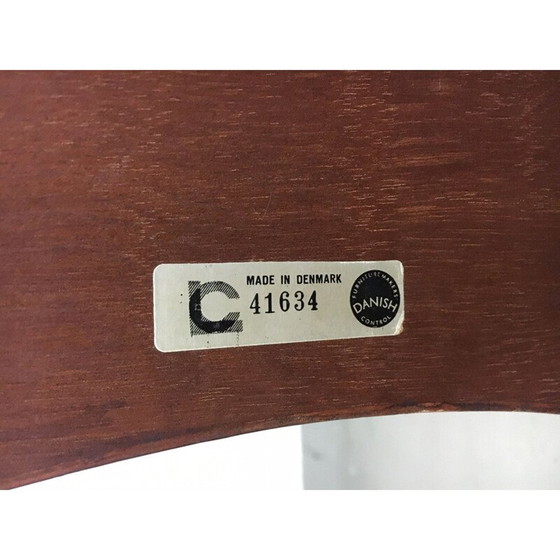 MADE IN DENMARK
41634
FURNITUREMAKERS
DANISH
CONTROL